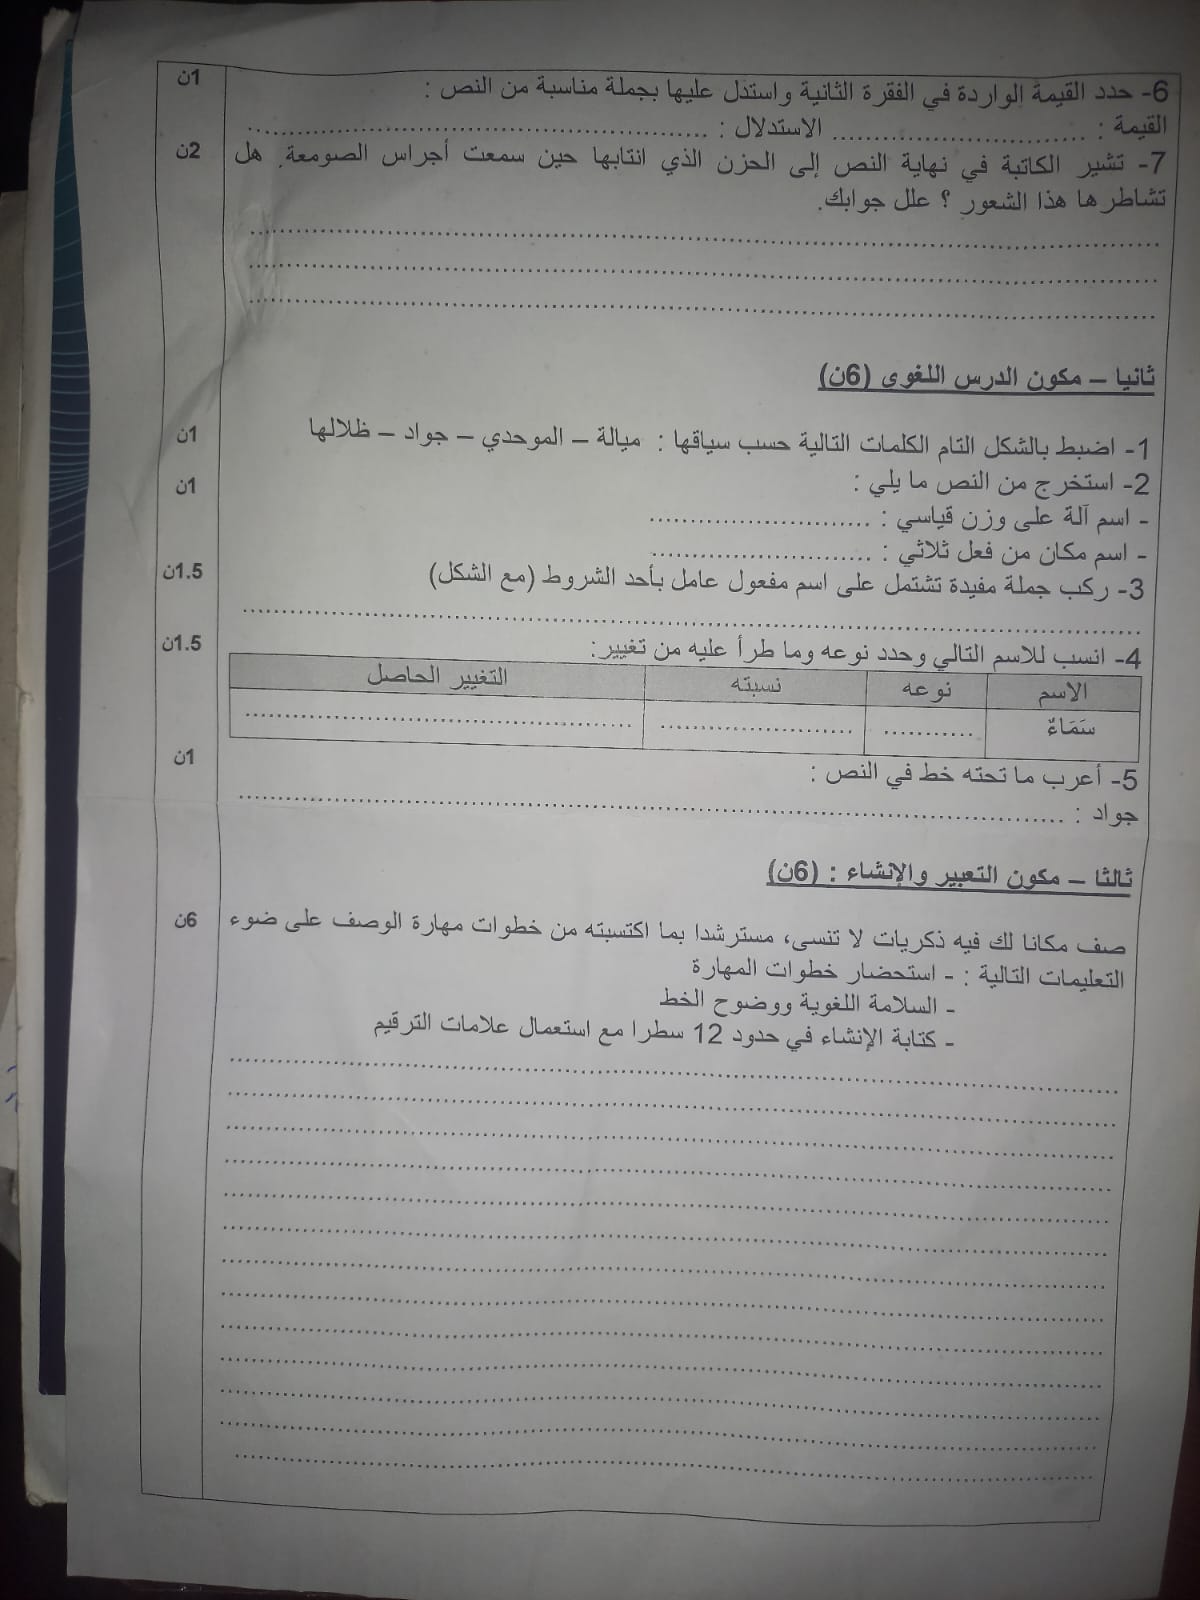 6- حدد القيمة الواردة في الفقرة الثانية واستدل عليها بجملة مناسبة من النص : 1ن
القيمة : .............................. الاستدلال : ..........................................................
7- تشير الكاتبة في نهاية النص إلى الحزن الذي انتابها حين سمعت أجراس الصومعة. هل 2ن
تشاطرها هذا الشعور ؟ علل جوابك.
ثانيا – مكون الدرس اللغوي (6ن)
1- اضبط بالشكل التام الكلمات التالية حسب سياقها : ميالة – الموحدي – جواد – ظلالها 1ن
2- استخرج من النص ما يلي : 1ن
- اسم آلة على وزن قياسي : ...........................
- اسم مكان من فعل ثلاثي : ...........................
3- ركب جملة مفيدة تشتمل على اسم مفعول عامل بأحد الشروط (مع الشكل) 1.5ن
4- انسب للاسم التالي وحدد نوعه وما طرأ عليه من تغيير: 1.5ن
الاسم نوعه نسبته التغيير الحاصل
سَمَاءٌ ........... ....................... .............................................
5- أعرب ما تحته خط في النص : 1ن
جواد : ..........................................................................................
ثالثا – مكون التعبير والإنشاء : (6ن)
صف مكانا لك فيه ذكريات لا تنسى، مسترشدا بما اكتسبته من خطوات مهارة الوصف على ضوء 6ن
التعليمات التالية : - استحضار خطوات المهارة
- السلامة اللغوية ووضوح الخط
- كتابة الإنشاء في حدود 12 سطرا مع استعمال علامات الترقيم